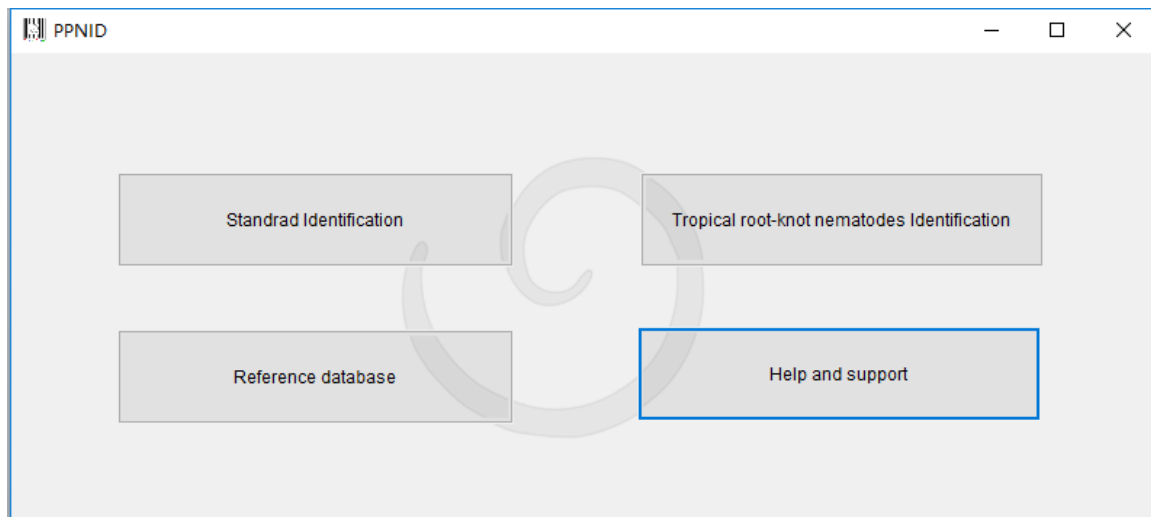 PPNID
Standrad Identification
Tropical root-knot nematodes Identification
Reference database
Help and support